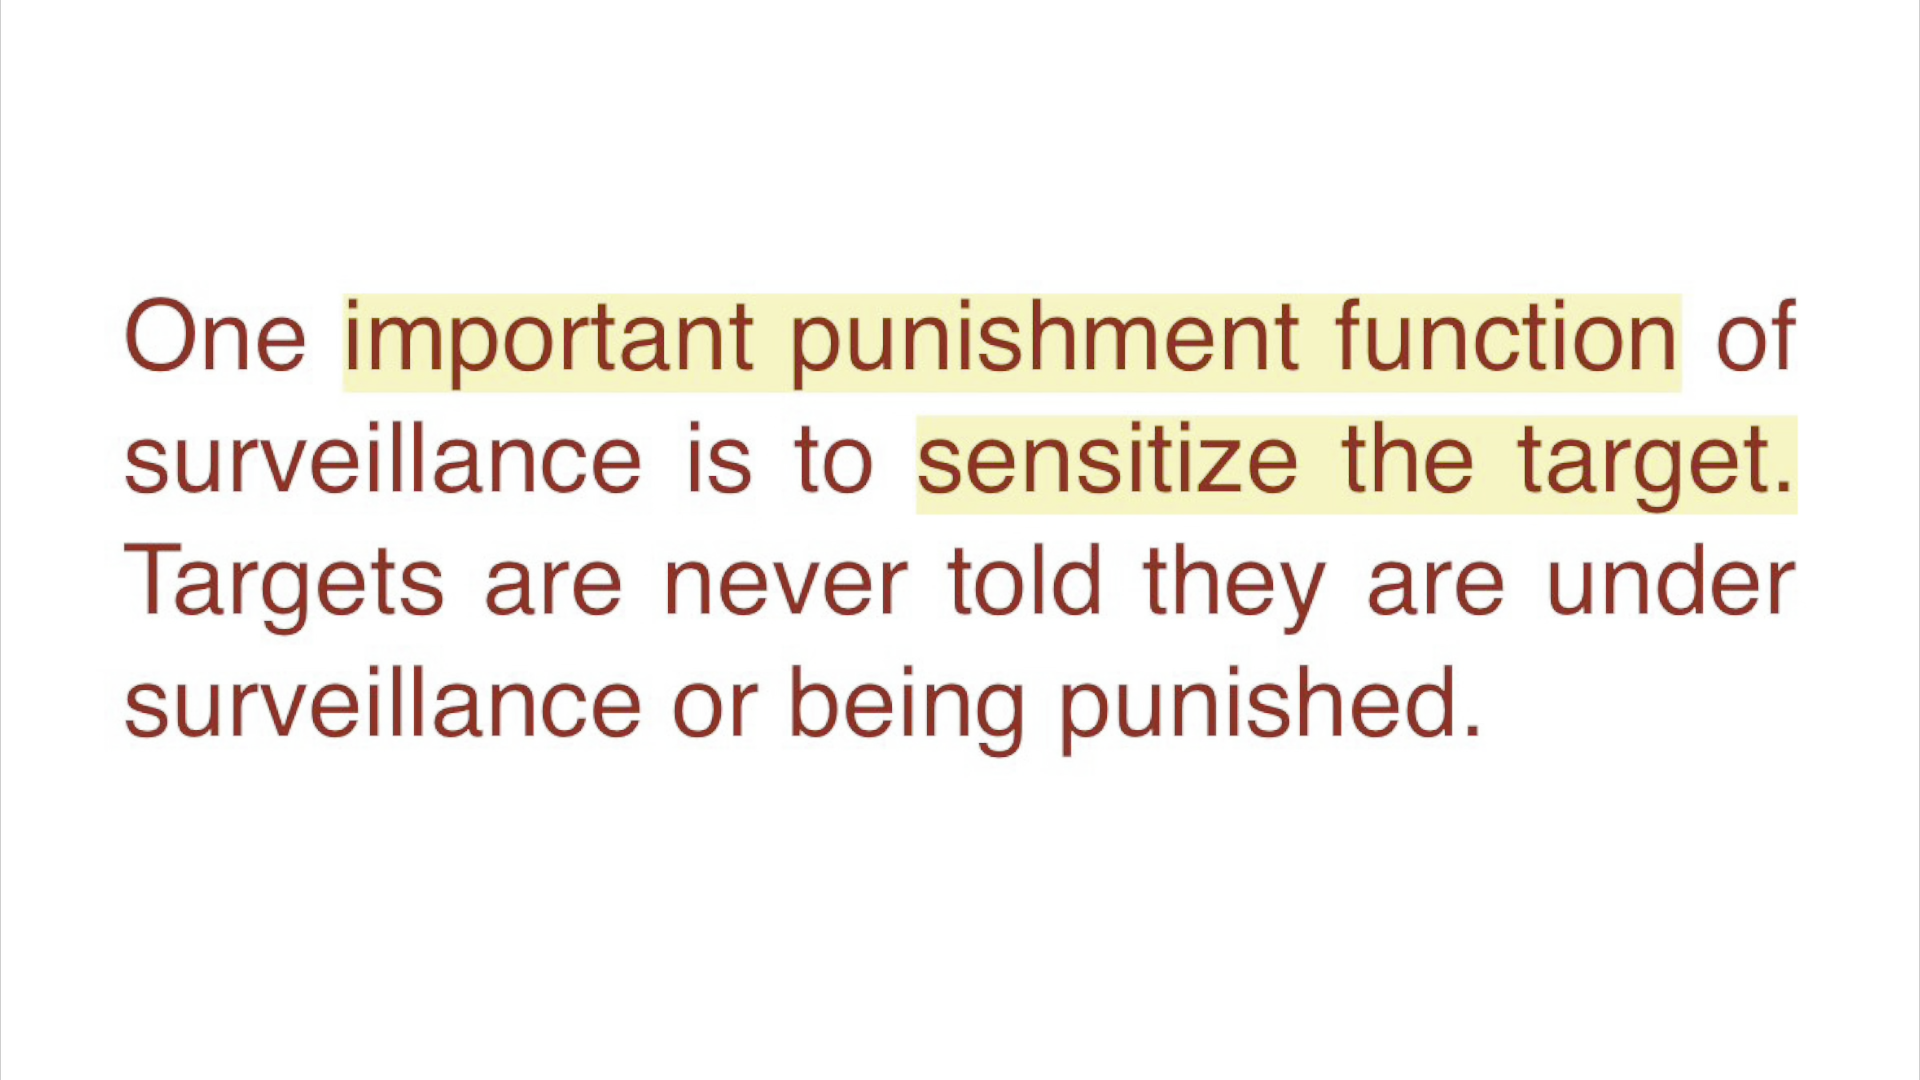 One important punishment function of
surveillance is to sensitize the target.
Targets are never told they are under
surveillance or being punished.